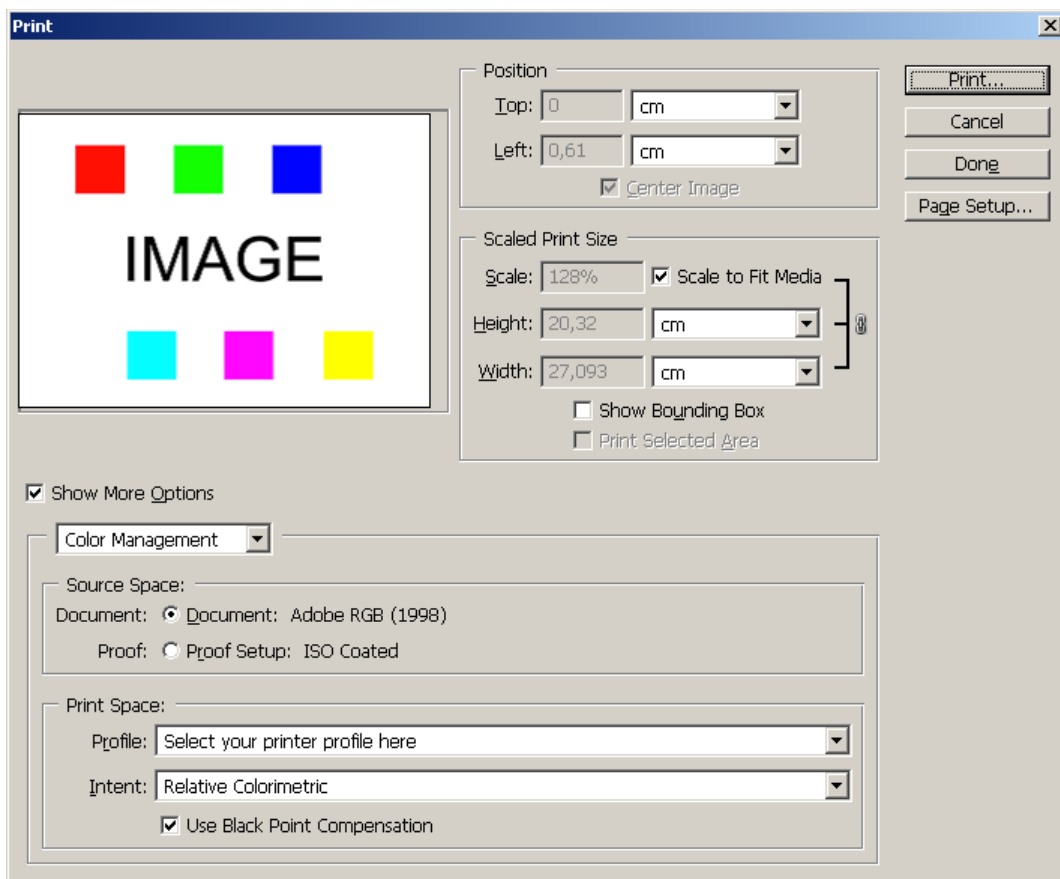 Print
Position
Print...
Top: 0 cm
Cancel
Left: 0,61 cm
Done
Center Image
Page Setup...
IMAGE
Scaled Print Size
Scale: 128% Scale to Fit Media
Height: 20,32 cm
Width: 27,093 cm
Show Bounding Box
Print Selected Area
Show More Options
Color Management
Source Space:
Document: Document: Adobe RGB (1998)
Proof: Proof Setup: ISO Coated
Print Space:
Profile: Select your printer profile here
Intent: Relative Colorimetric
Use Black Point Compensation